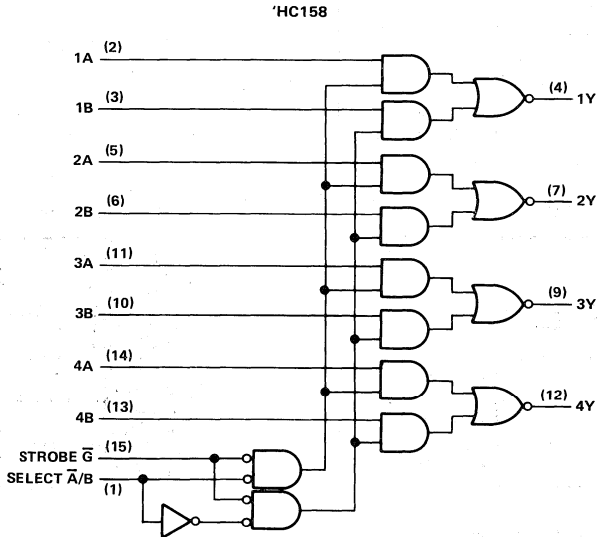 'HC158
1A (2)
1B (3)
2A (5)
2B (6)
3A (11)
3B (10)
4A (14)
4B (13)
STROBE G̅ (15)
SELECT A̅/B (1)
(4) 1Y
(7) 2Y
(9) 3Y
(12) 4Y